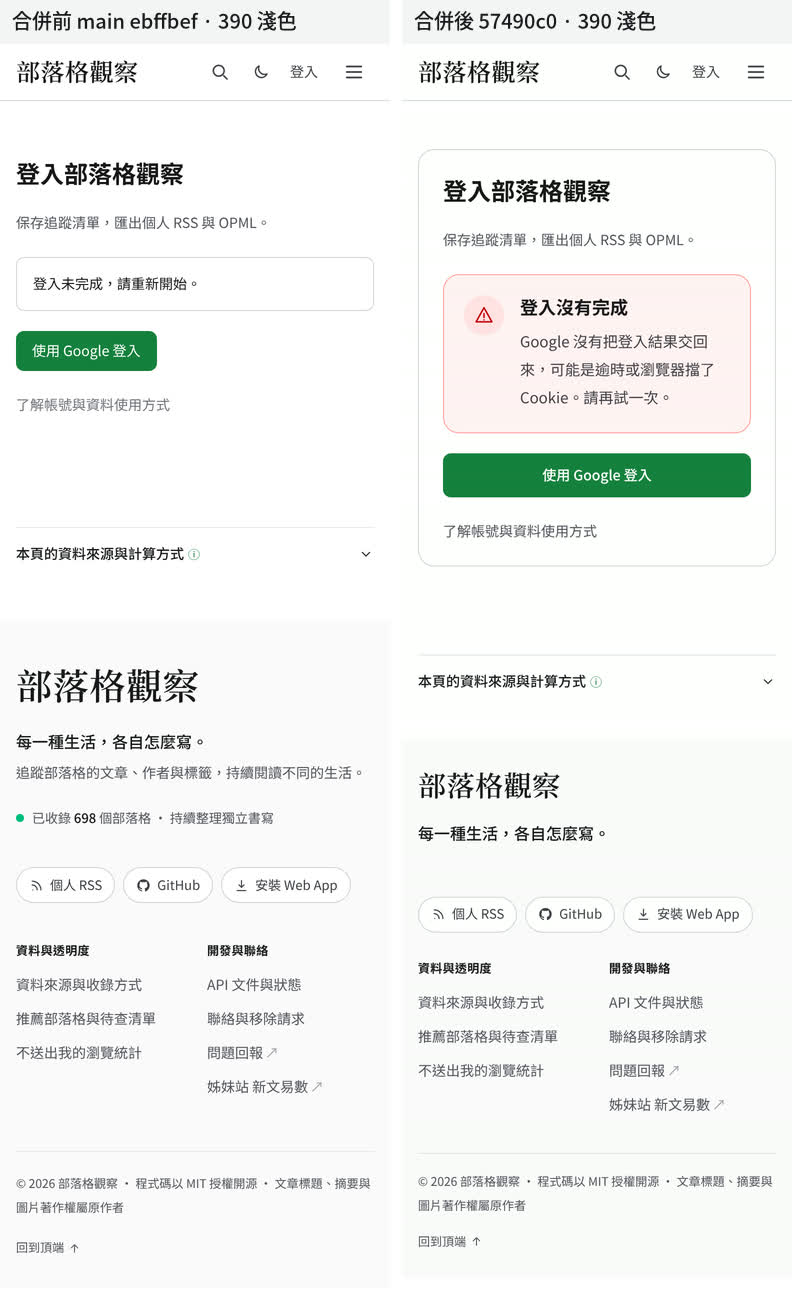 合併前 main ebffbef · 390 淺色
部落格觀察
登入
登入部落格觀察
保存追蹤清單，匯出個人 RSS 與 OPML。
登入未完成，請重新開始。
使用 Google 登入
了解帳號與資料使用方式
本頁的資料來源與計算方式
部落格觀察
每一種生活，各自怎麼寫。
追蹤部落格的文章、作者與標籤，持續閱讀不同的生活。
已收錄 698 個部落格 · 持續整理獨立書寫
個人 RSS
GitHub
安裝 Web App
資料與透明度
資料來源與收錄方式
推薦部落格與待查清單
不送出我的瀏覽統計
開發與聯絡
API 文件與狀態
聯絡與移除請求
問題回報 ↗
姊妹站 新文易數 ↗
© 2026 部落格觀察 · 程式碼以 MIT 授權開源 · 文章標題、摘要與
圖片著作權屬原作者
回到頂端 ↑
合併後 57490c0 · 390 淺色
部落格觀察
登入
登入部落格觀察
保存追蹤清單，匯出個人 RSS 與 OPML。
登入沒有完成
Google 沒有把登入結果交回
來，可能是逾時或瀏覽器擋了
Cookie。請再試一次。
使用 Google 登入
了解帳號與資料使用方式
本頁的資料來源與計算方式
部落格觀察
每一種生活，各自怎麼寫。
個人 RSS
GitHub
安裝 Web App
資料與透明度
資料來源與收錄方式
推薦部落格與待查清單
不送出我的瀏覽統計
開發與聯絡
API 文件與狀態
聯絡與移除請求
問題回報 ↗
姊妹站 新文易數 ↗
© 2026 部落格觀察 · 程式碼以 MIT 授權開源 · 文章標題、摘要與
圖片著作權屬原作者
回到頂端 ↑